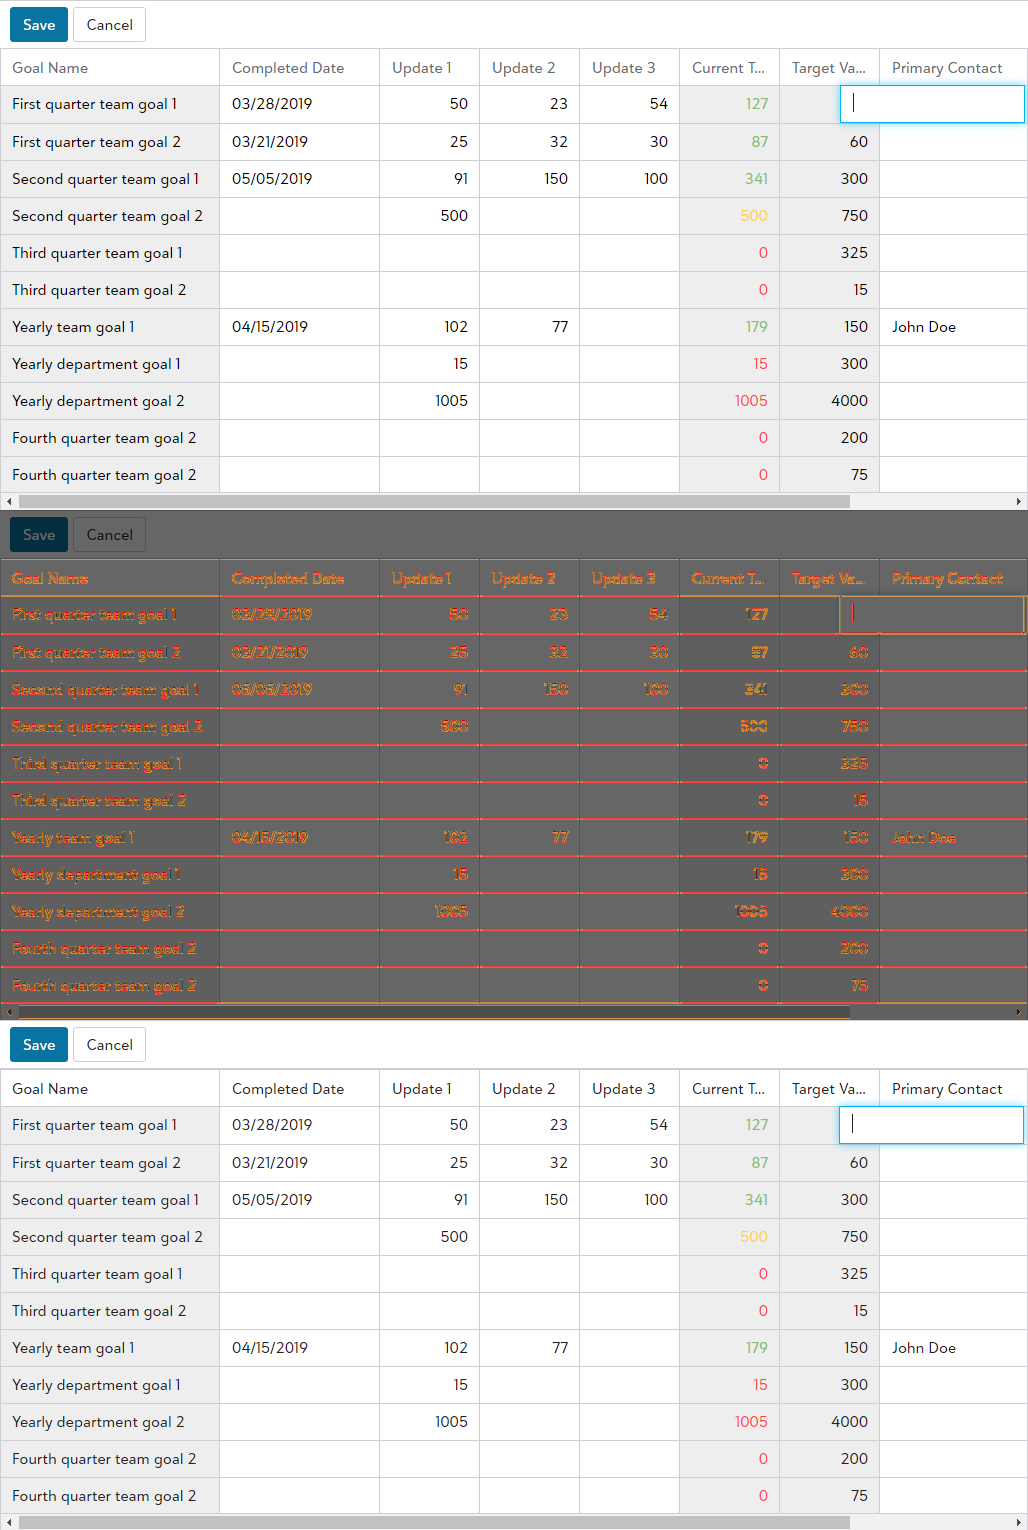 Save Cancel
Goal Name Completed Date Update 1 Update 2 Update 3 Current T... Target Va... Primary Contact
First quarter team goal 1 03/28/2019 50 23 54 127
First quarter team goal 2 03/21/2019 25 32 30 87 60
Second quarter team goal 1 05/05/2019 91 150 100 341 300
Second quarter team goal 2 500 500 750
Third quarter team goal 1 0 325
Third quarter team goal 2 0 15
Yearly team goal 1 04/15/2019 102 77 179 150 John Doe
Yearly department goal 1 15 15 300
Yearly department goal 2 1005 1005 4000
Fourth quarter team goal 2 0 200
Fourth quarter team goal 2 0 75
Save Cancel
Goal Name Completed Date Update 1 Update 2 Update 3 Current T... Target Va... Primary Contact
First quarter team goal 1 03/28/2019 50 23 54 127
First quarter team goal 2 03/21/2019 25 32 30 87 60
Second quarter team goal 1 05/05/2019 91 150 100 341 300
Second quarter team goal 2 500 500 750
Third quarter team goal 1 0 325
Third quarter team goal 2 0 15
Yearly team goal 1 04/15/2019 102 77 179 150 John Doe
Yearly department goal 1 15 15 300
Yearly department goal 2 1005 1005 4000
Fourth quarter team goal 2 0 200
Fourth quarter team goal 2 0 75
Save Cancel
Goal Name Completed Date Update 1 Update 2 Update 3 Current T... Target Va... Primary Contact
First quarter team goal 1 03/28/2019 50 23 54 127
First quarter team goal 2 03/21/2019 25 32 30 87 60
Second quarter team goal 1 05/05/2019 91 150 100 341 300
Second quarter team goal 2 500 500 750
Third quarter team goal 1 0 325
Third quarter team goal 2 0 15
Yearly team goal 1 04/15/2019 102 77 179 150 John Doe
Yearly department goal 1 15 15 300
Yearly department goal 2 1005 1005 4000
Fourth quarter team goal 2 0 200
Fourth quarter team goal 2 0 75